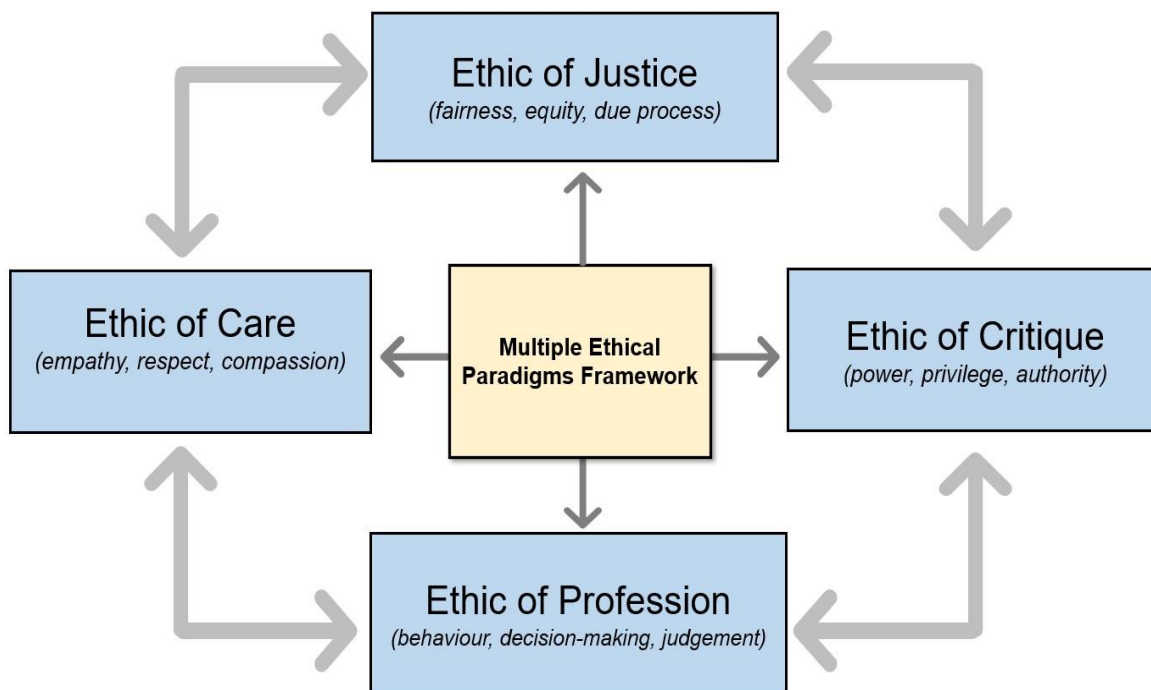 Ethic of Justice
(fairness, equity, due process)
Ethic of Care
(empathy, respect, compassion)
Multiple Ethical
Paradigms Framework
Ethic of Critique
(power, privilege, authority)
Ethic of Profession
(behaviour, decision-making, judgement)